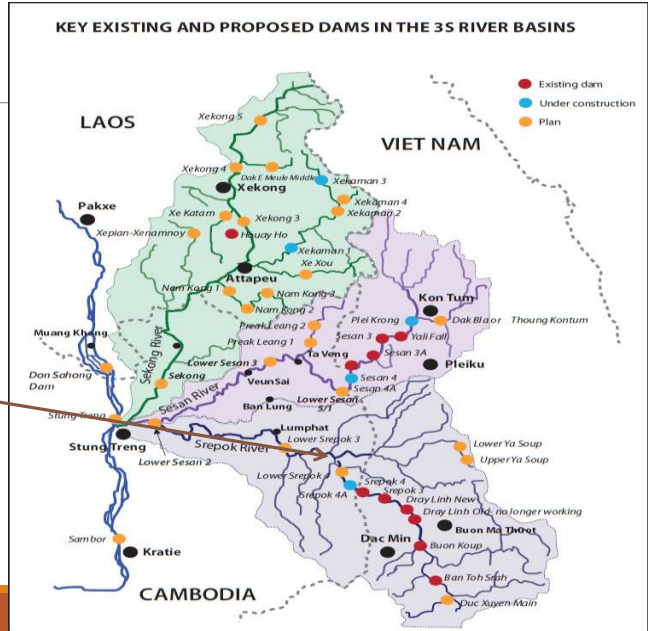 KEY EXISTING AND PROPOSED DAMS IN THE 3S RIVER BASINS
Existing dam
Under construction
Plan
LAOS
VIET NAM
CAMBODIA
Xekong 5
Xekong 4
Dak E Meule Middle
Xekaman 3
Xekong
Xekaman 4
Xekaman 2
Pakxe
Xe Katam
Xekong 3
Xepian-Xenamnoy
Houay Ho
Xekaman 1
Xe Xou
Attapeu
Nam Kong 1
Nam Kong 3
Nam Kong 2
Kon Tum
Plei Krong
Dak Bla or Thoung Kontum
Preak Leang 2
Sesan 3
Yali Fall
Muang Khong
Preak Leang 1
Sesan 3A
Ta Veng
Pleiku
Lower Sesan 3
Don Sahong
Dam
Sekong River
Sekong
VeunSai
Sesan 4
Sesan 4A
Sesan River
Ban Lung
Lower Sesan
5/1
Stung Treng
Stung Treng
Lumphat
Srepok River
Lower Srepok 3
Lower Sesan 2
Lower Ya Soup
Upper Ya Soup
Lower Srepok 4
Srepok 4
Srepok 4A
Srepok 3
Dray Linh New
Dray Linh Old- no longer working
Buon Ma Thuot
Sambor
Kratie
Dac Min
Buon Koup
Ban Toh Srah
Duc Xuyen Main